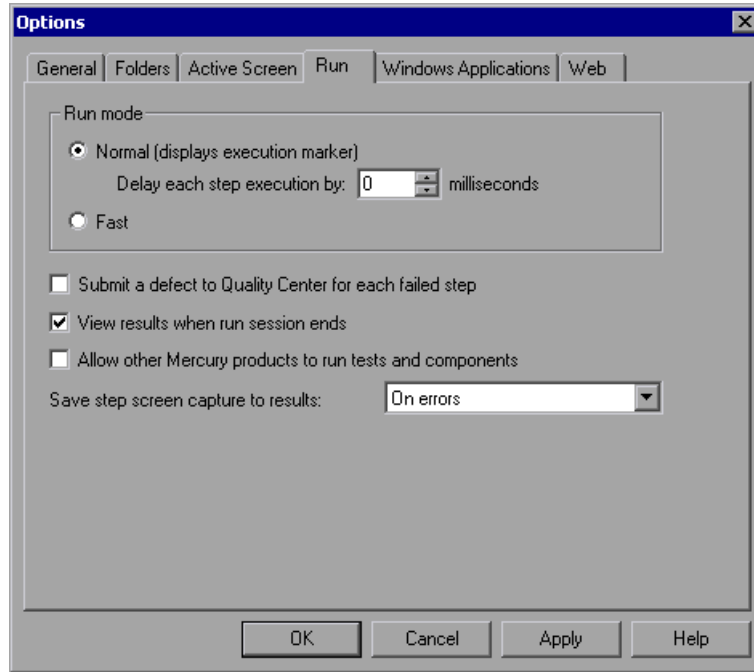 Options
General Folders Active Screen Run Windows Applications Web
Run mode
Normal (displays execution marker)
Delay each step execution by: 0 milliseconds
Fast
Submit a defect to Quality Center for each failed step
View results when run session ends
Allow other Mercury products to run tests and components
Save step screen capture to results: On errors
OK Cancel Apply Help